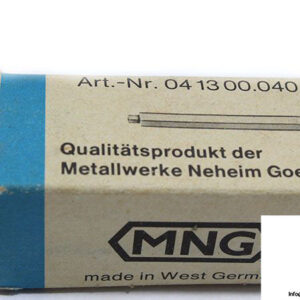 Art.-Nr. 04 13 00.040
Qualitätsprodukt der
Metallwerke Neheim Goe
MNG
made in West Germ